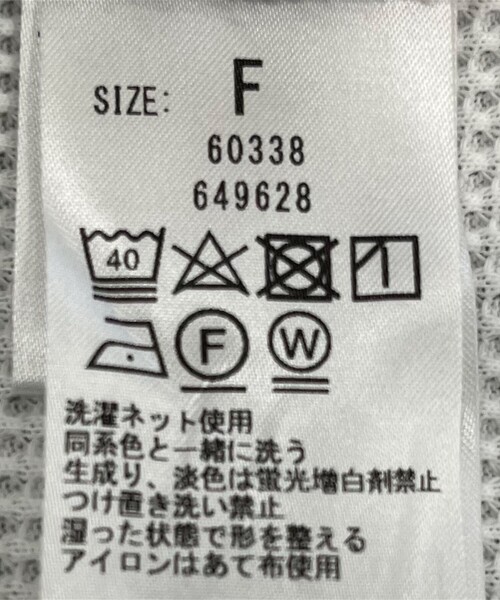 SIZE: F
60338
649628
40
F W
洗濯ネット使用
同系色と一緒に洗う
生成り、淡色は蛍光増白剤禁止
つけ置き洗い禁止
湿った状態で形を整える
アイロンはあて布使用